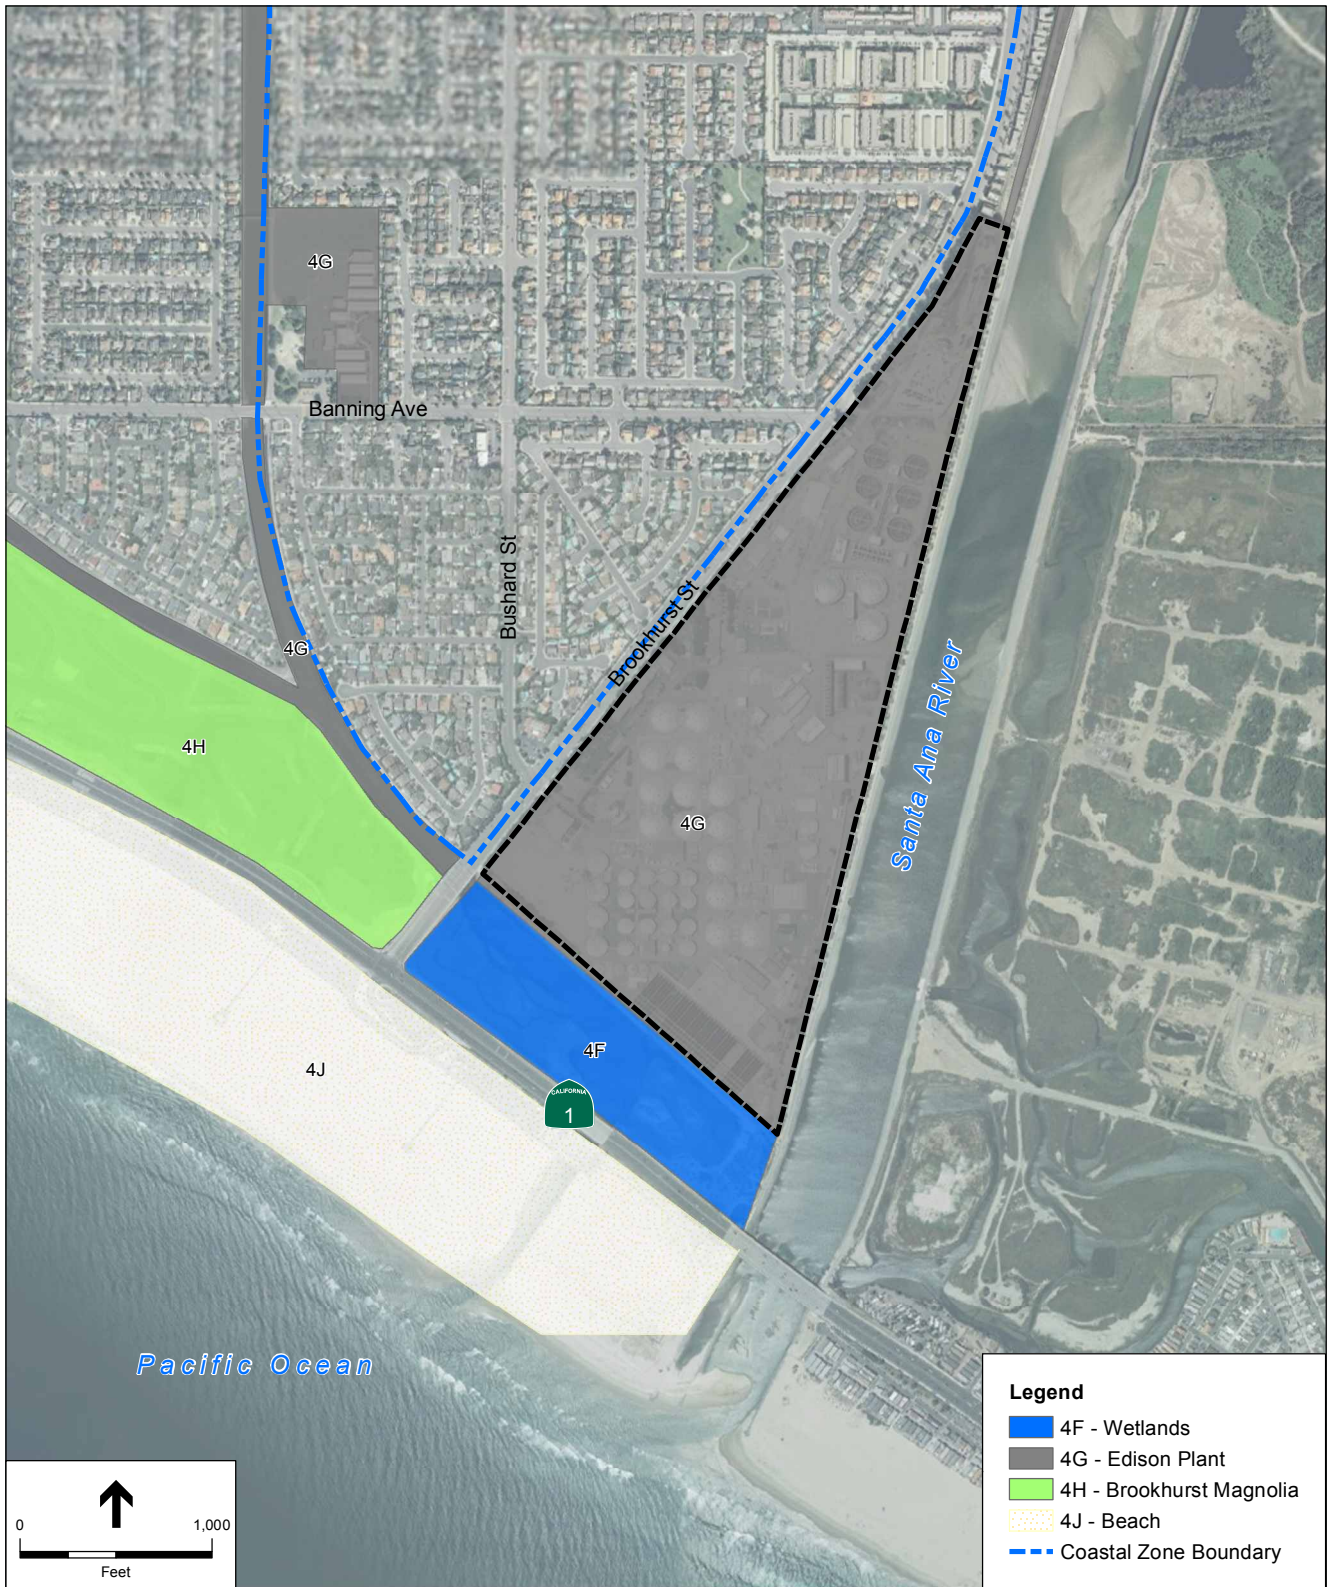 4G
Banning Ave
Bushard St
Brookhurst St
4G
4H
Santa Ana River
4G
4F
4J
CALIFORNIA
1
Pacific Ocean
Legend
4F - Wetlands
4G - Edison Plant
4H - Brookhurst Magnolia
4J - Beach
Coastal Zone Boundary
0 1,000
Feet